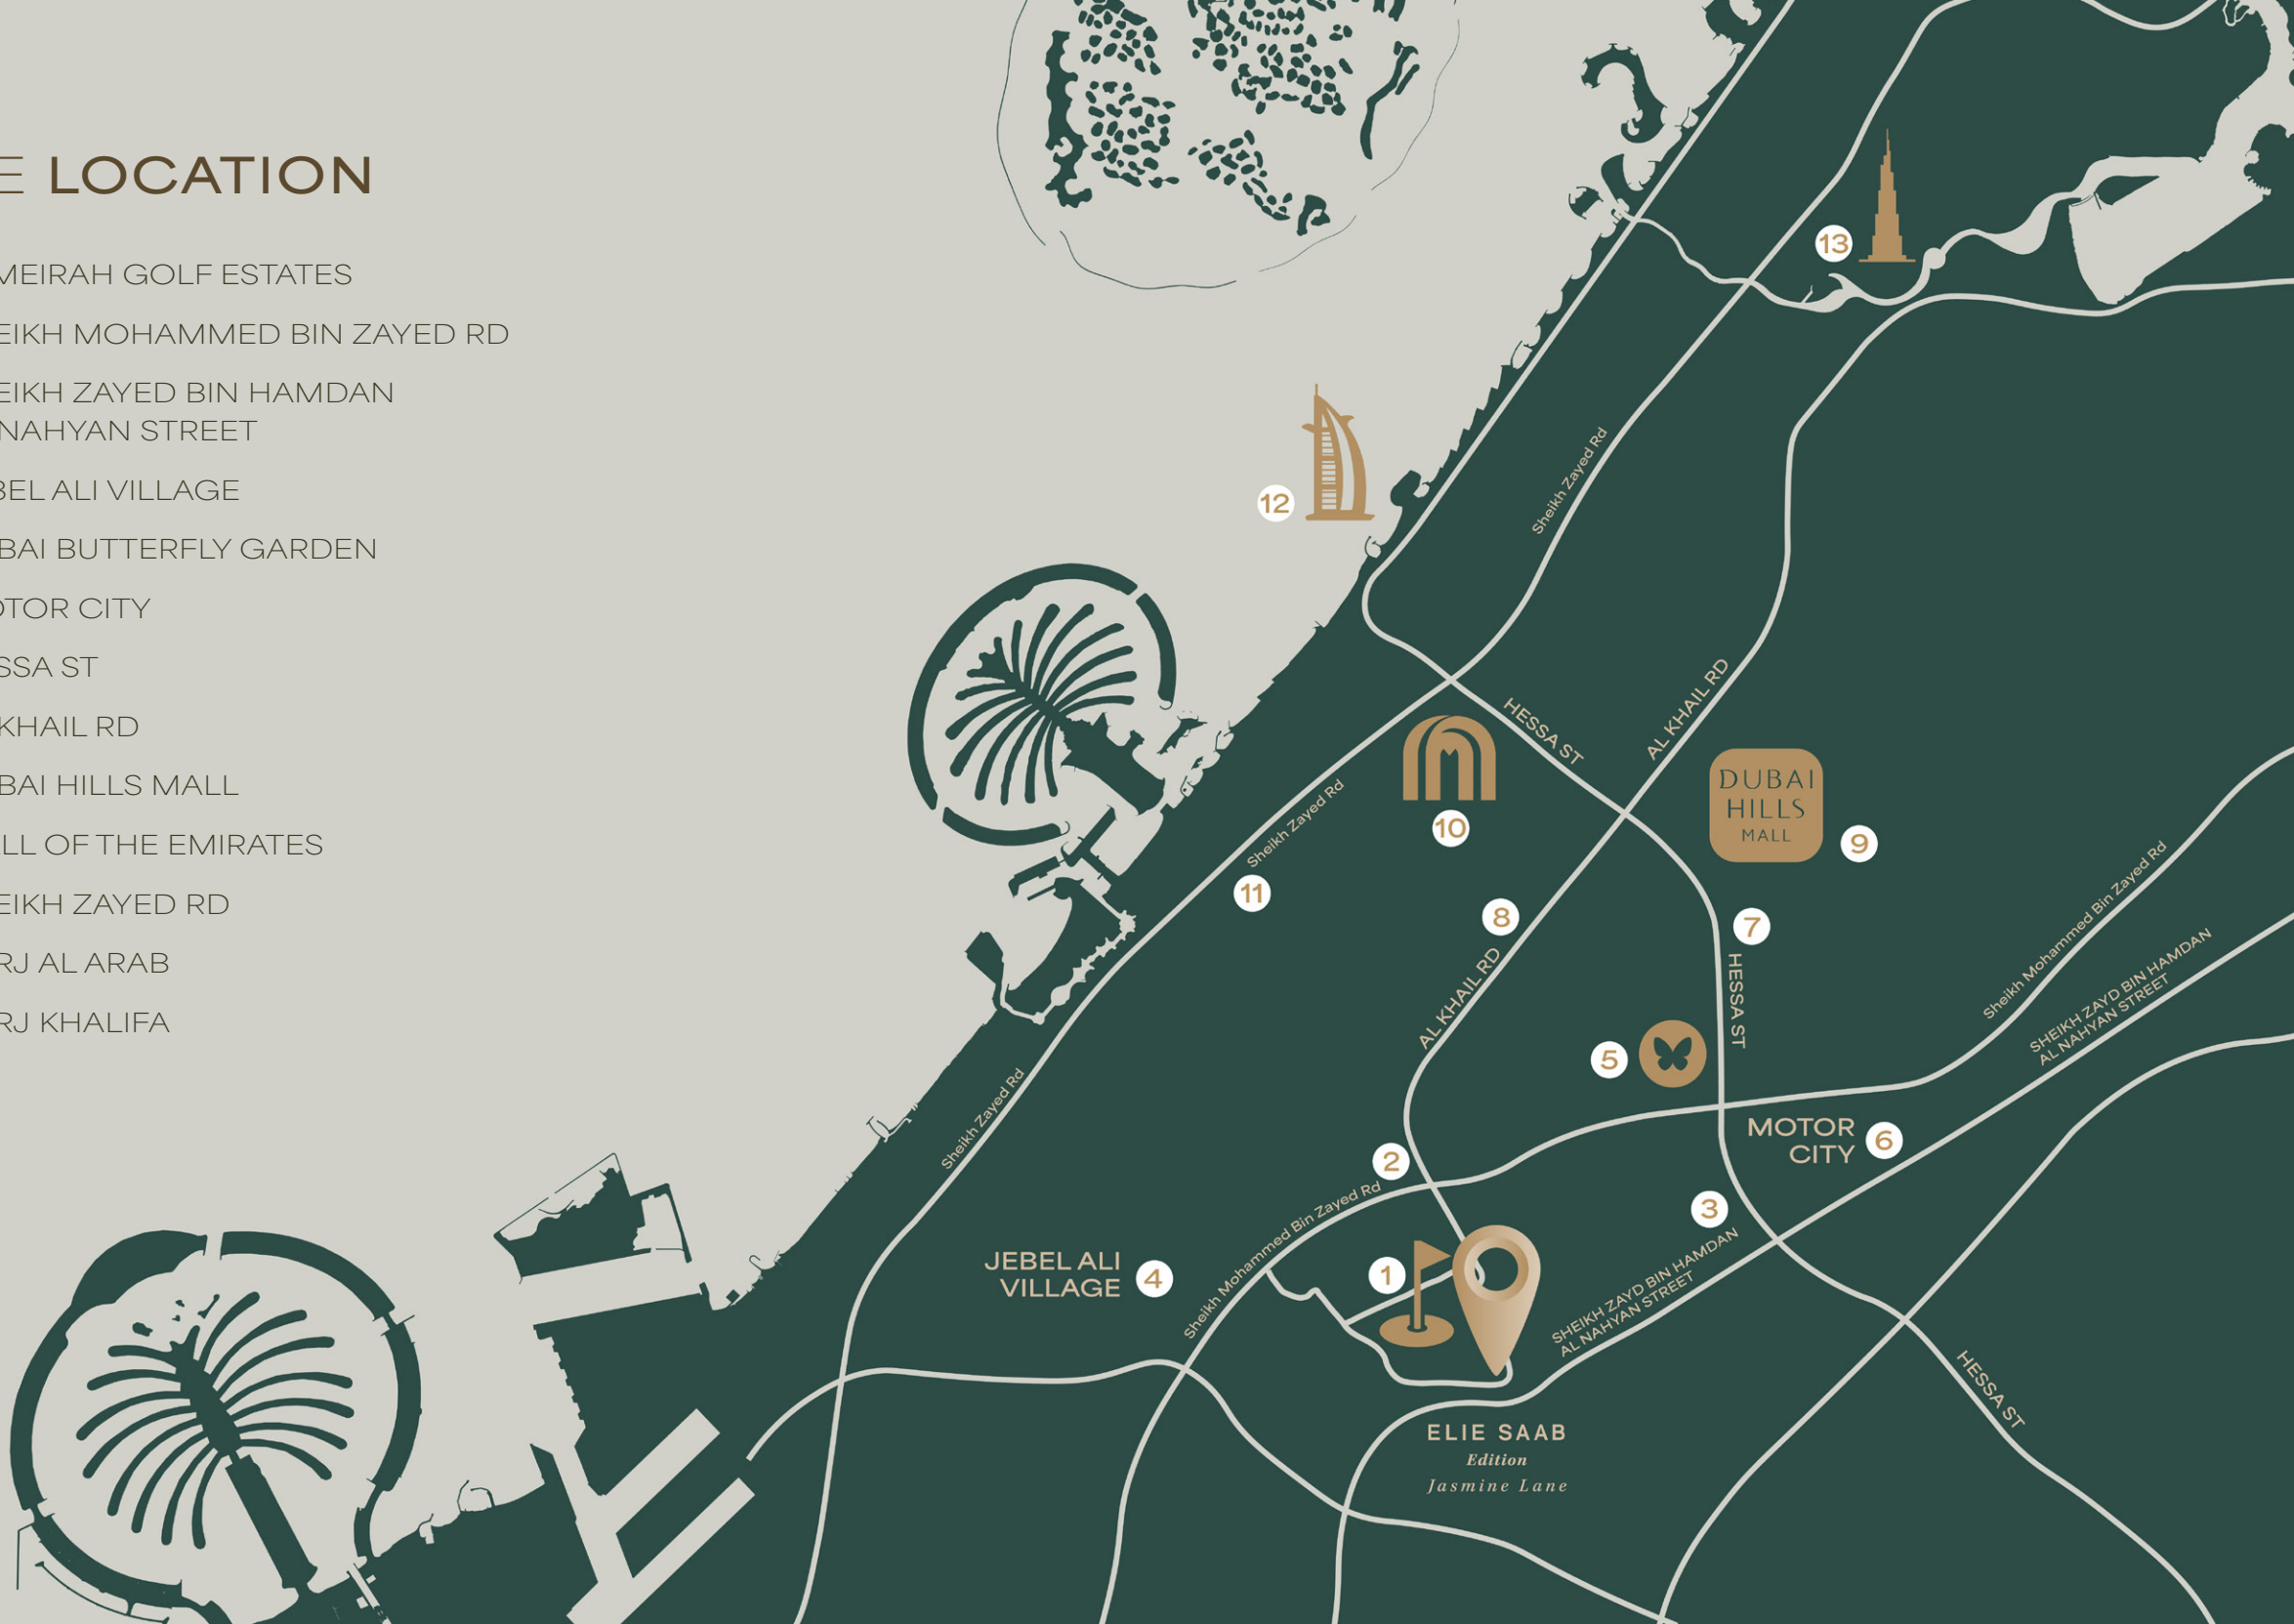 E LOCATION
MEIRAH GOLF ESTATES
EIKH MOHAMMED BIN ZAYED RD
EIKH ZAYED BIN HAMDAN
NAHYAN STREET
BEL ALI VILLAGE
BAI BUTTERFLY GARDEN
OTOR CITY
SSA ST
KHAIL RD
BAI HILLS MALL
LL OF THE EMIRATES
EIKH ZAYED RD
RJ AL ARAB
RJ KHALIFA
13
12
Sheikh Zayed Rd
HESSA ST
AL KHAIL RD
DUBAI
HILLS
MALL
10
9
Sheikh Zayed Rd
11
8
7
AL KHAIL RD
HESSA ST
Sheikh Mohammed Bin Zayed Rd
SHEIKH ZAYD BIN HAMDAN
AL NAHYAN STREET
5
Sheikh Zayed Rd
MOTOR
CITY
6
2
3
Sheikh Mohammed Bin Zayed Rd
JEBEL ALI
VILLAGE
4
1
SHEIKH ZAYD BIN HAMDAN
AL NAHYAN STREET
HESSA ST
ELIE SAAB
Edition
Jasmine Lane